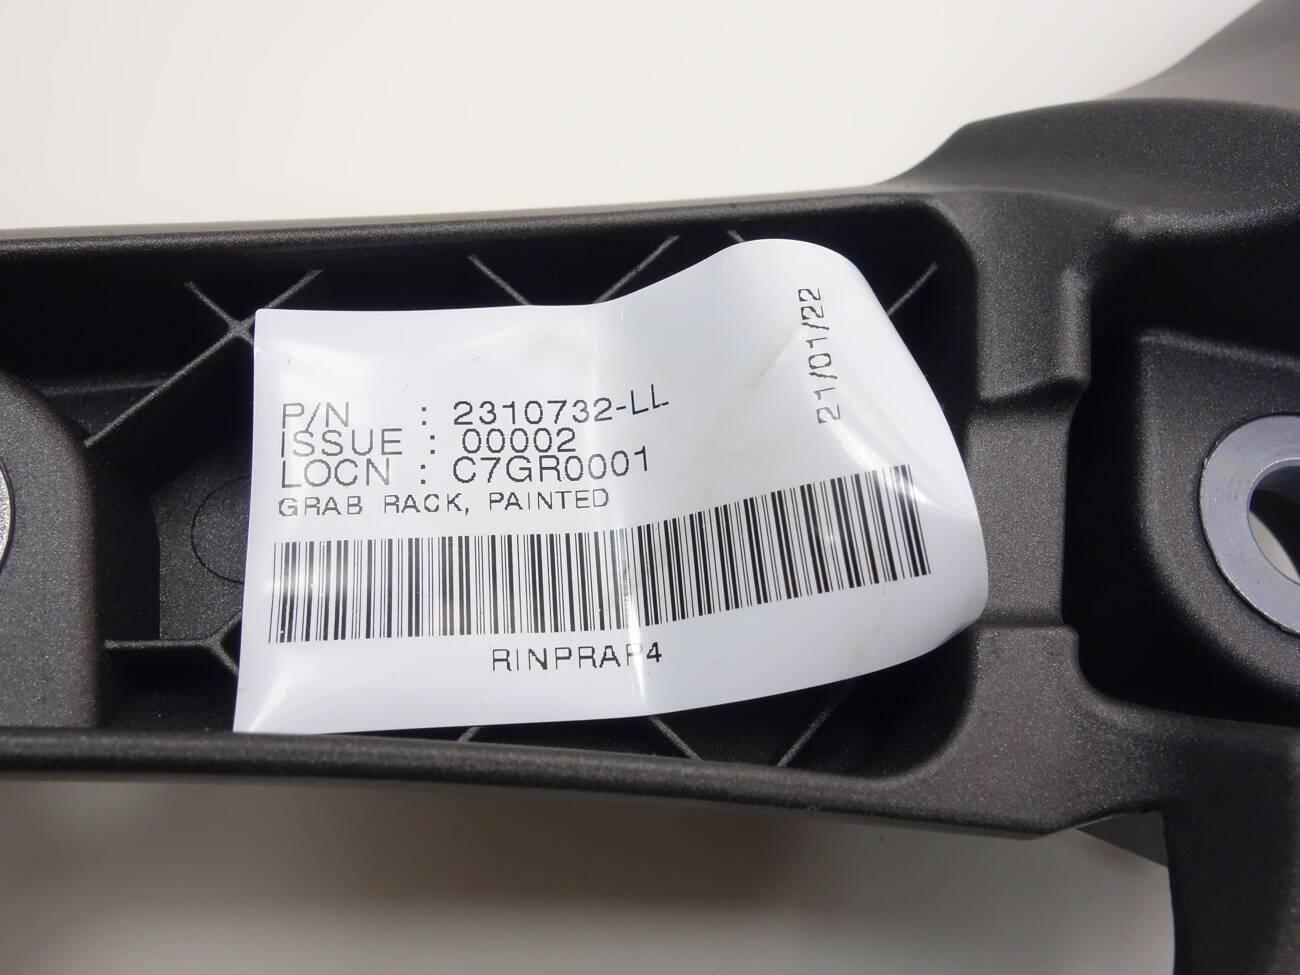 P/N : 2310732-LL
ISSUE : 00002
LOCN : C7GR0001
GRAB RACK, PAINTED
RINPRAP4
21/01/22